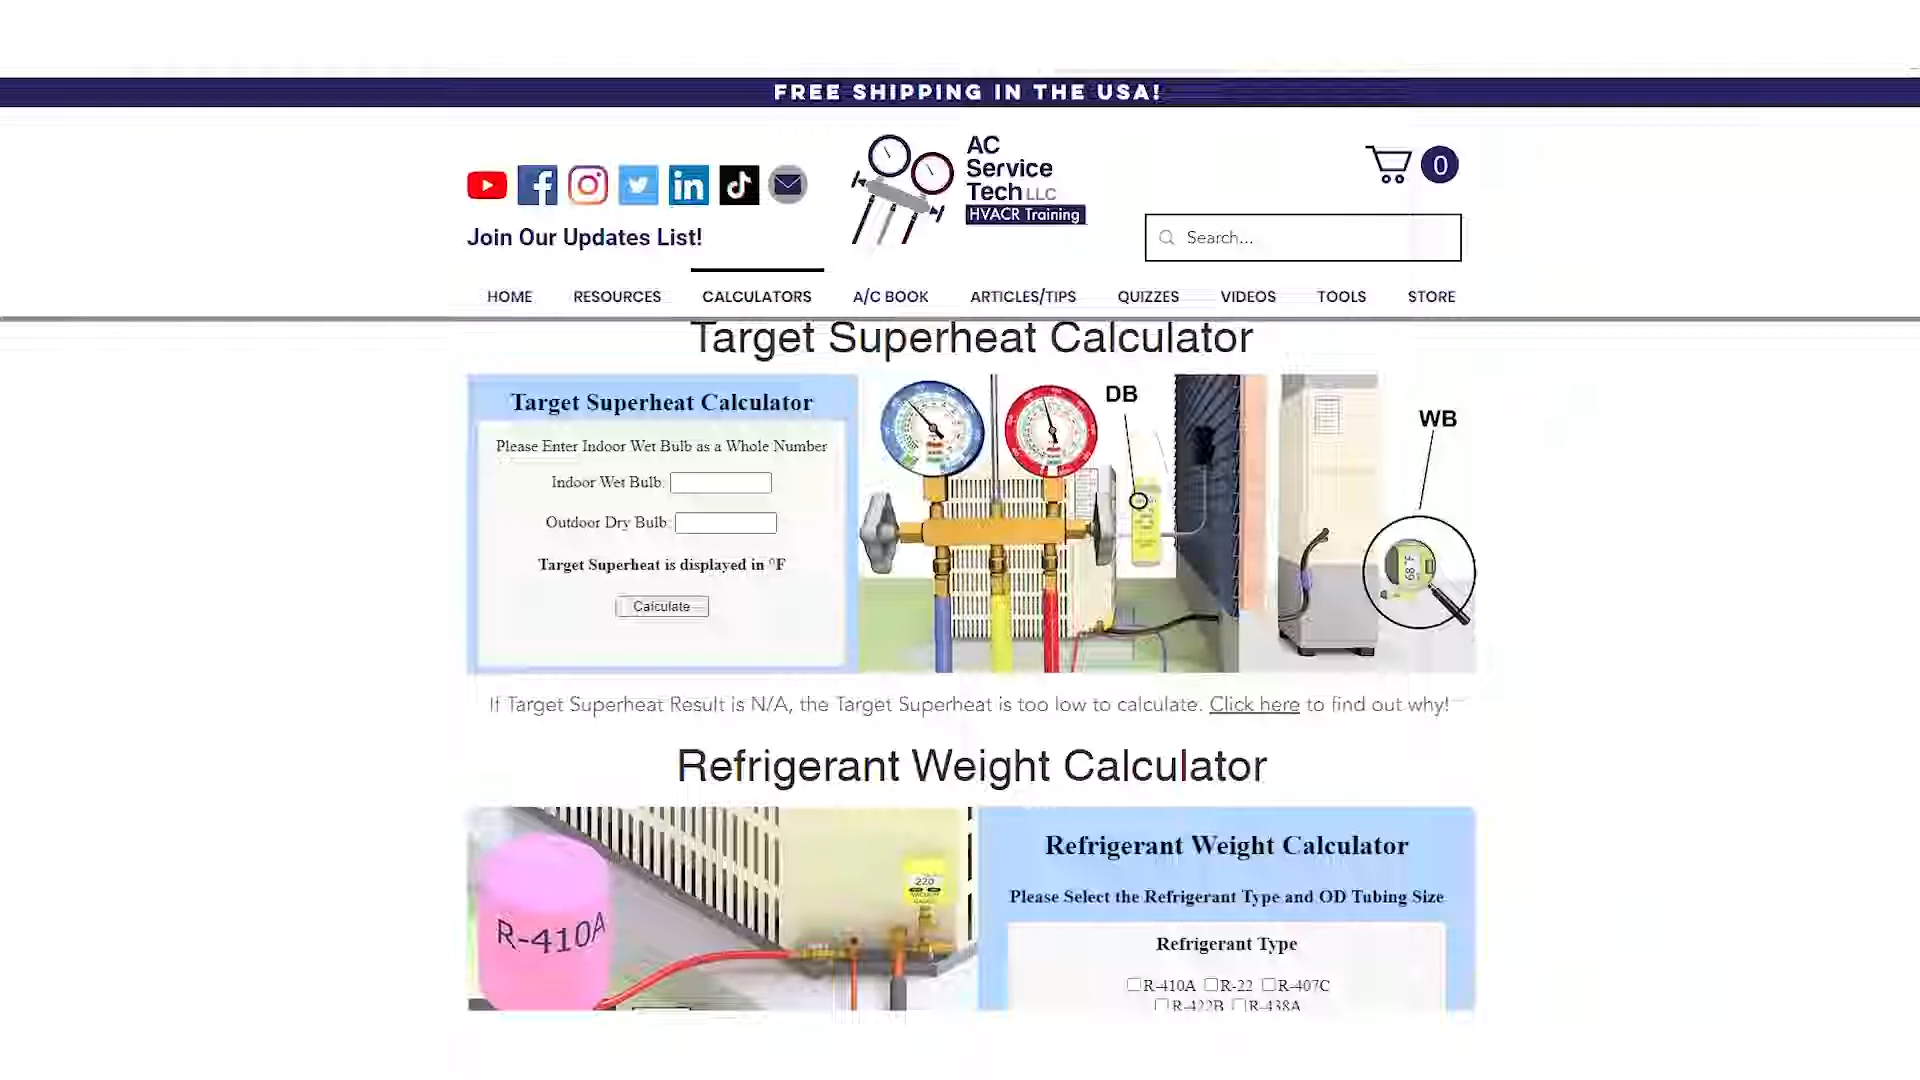 FREE SHIPPING IN THE USA!
AC
Service
Tech LLC
HVACR Training
0
Join Our Updates List!
Search...
HOME RESOURCES CALCULATORS A/C BOOK ARTICLES/TIPS QUIZZES VIDEOS TOOLS STORE
Target Superheat Calculator
Target Superheat Calculator
Please Enter Indoor Wet Bulb as a Whole Number
Indoor Wet Bulb:
Outdoor Dry Bulb:
Target Superheat is displayed in °F
Calculate
DB
WB
68 °F
If Target Superheat Result is N/A, the Target Superheat is too low to calculate. Click here to find out why!
Refrigerant Weight Calculator
R-410A
220
Refrigerant Weight Calculator
Please Select the Refrigerant Type and OD Tubing Size
Refrigerant Type
R-410A R-22 R-407C
R-422B R-438A